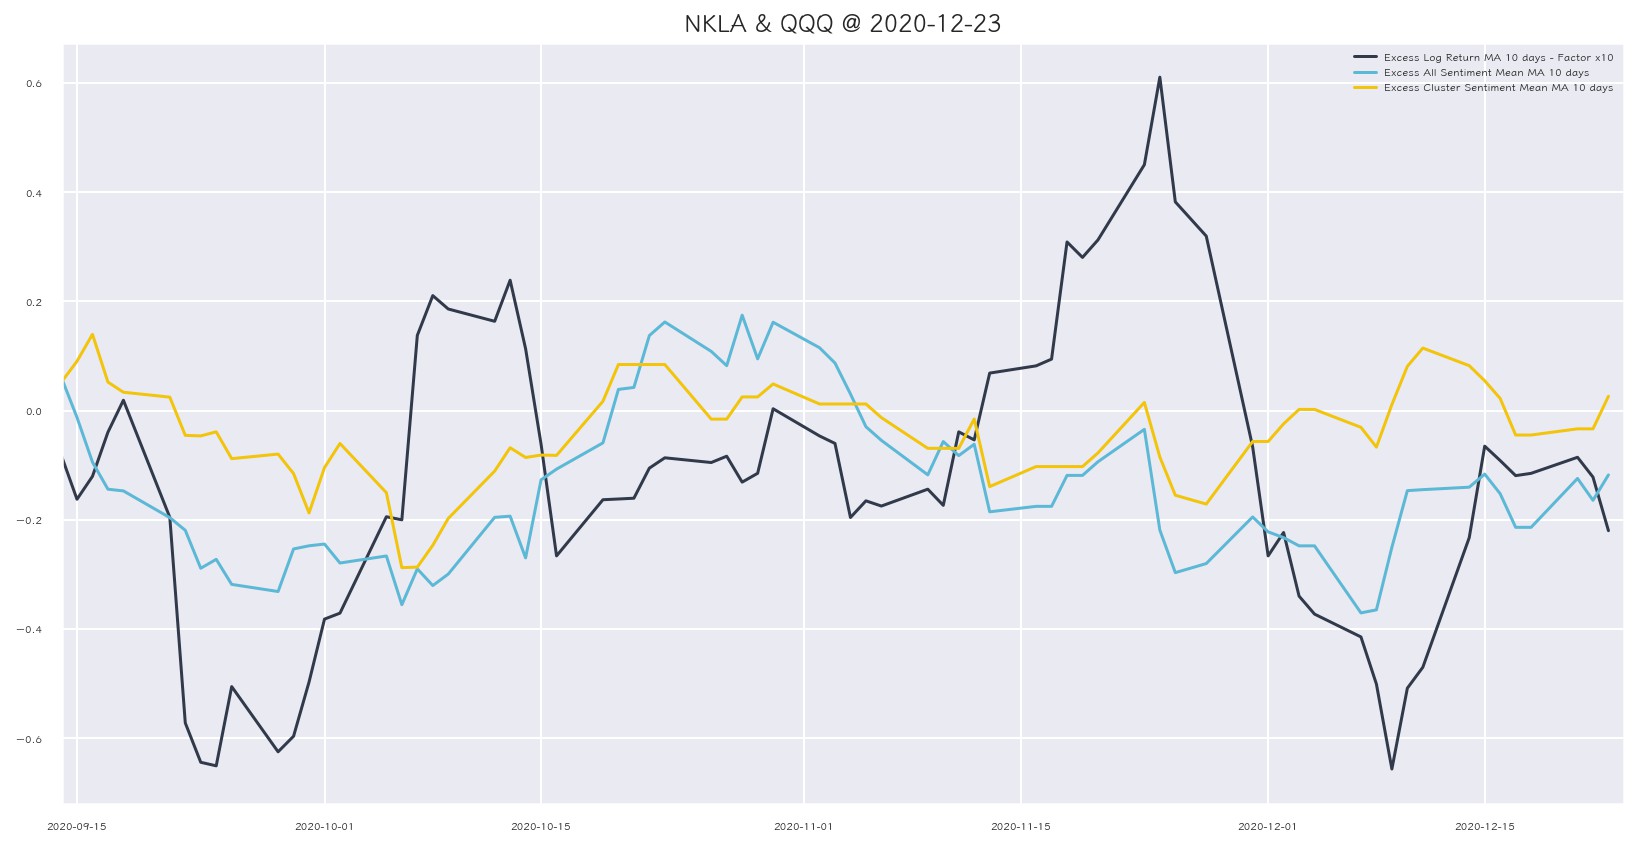 NKLA & QQQ @ 2020-12-23
Excess Log Return MA 10 days - Factor x10
Excess All Sentiment Mean MA 10 days
Excess Cluster Sentiment Mean MA 10 days
0.6
0.4
0.2
0.0
−0.2
−0.4
−0.6
2020-09-15 2020-10-01 2020-10-15 2020-11-01 2020-11-15 2020-12-01 2020-12-15